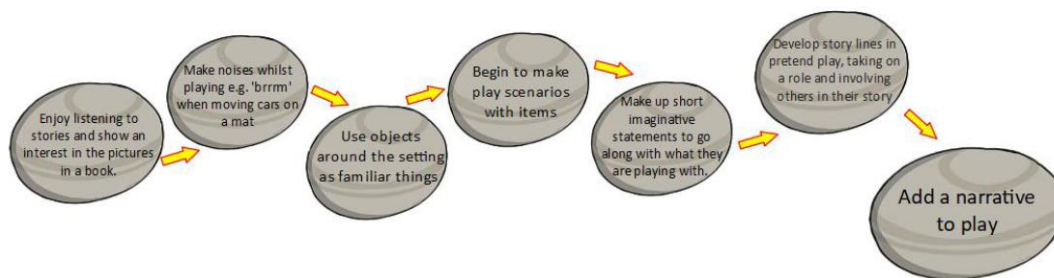 Enjoy listening to
stories and show an
interest in the pictures
in a book.
Make noises whilst
playing e.g. 'brrrm'
when moving cars on
a mat
Use objects
around the setting
as familiar things
Begin to make
play scenarios
with items
Make up short
imaginative
statements to go
along with what they
are playing with.
Develop story lines in
pretend play, taking on
a role and involving
others in their story
Add a narrative
to play